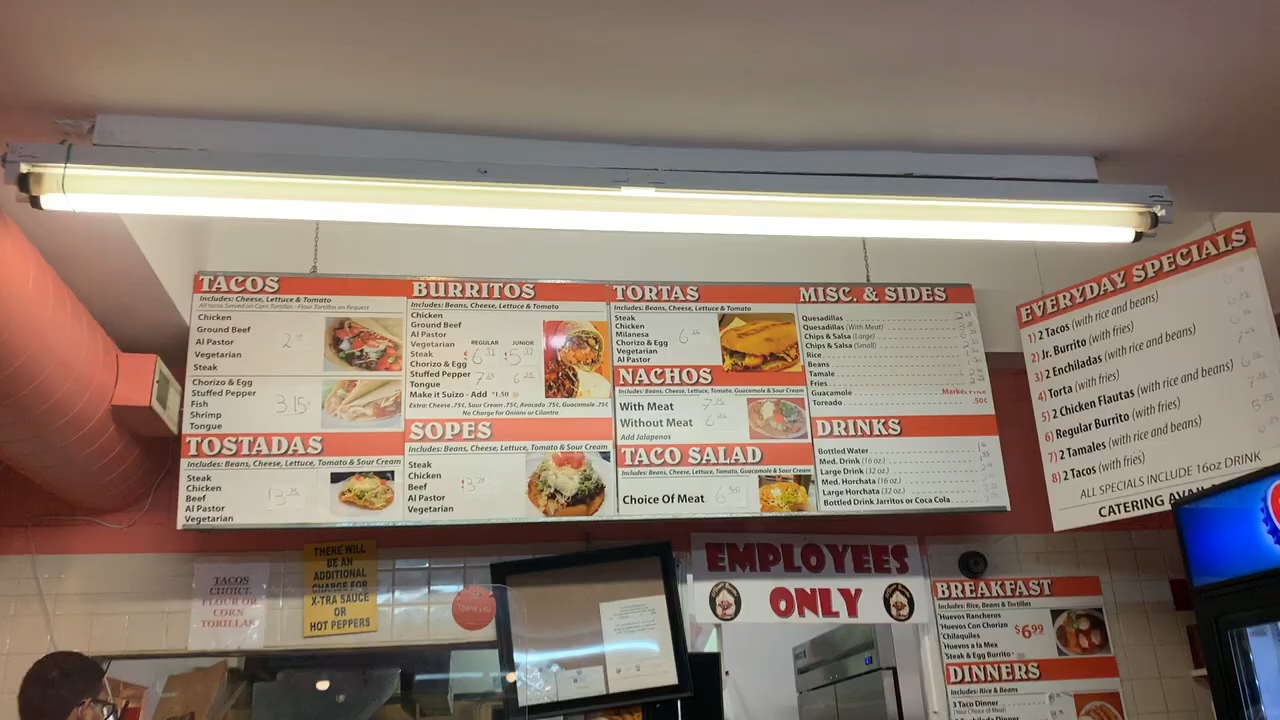 TACOS
Includes: Cheese, Lettuce & Tomato
All tacos Served on Corn Tortillas - Flour Tortillas on Request
Chicken
Ground Beef
Al Pastor
Vegetarian
Steak
Chorizo & Egg
Stuffed Pepper
Fish
Shrimp
Tongue
3.15
TOSTADAS
Includes: Beans, Cheese, Lettuce, Tomato & Sour Cream
Steak
Chicken
Beef
Al Pastor
Vegetarian
BURRITOS
Includes: Beans, Cheese, Lettuce & Tomato
Chicken
Ground Beef
Al Pastor
Vegetarian
REGULAR JUNIOR
Steak
Chorizo & Egg
Stuffed Pepper
Tongue
Make it Suizo - Add $1.50
Extra: Cheese .75¢, Sour Cream .75¢, Avocado .75¢, Guacamole .75¢
No Charge for Onions or Cilantro
SOPES
Includes: Beans, Cheese, Lettuce, Tomato & Sour Cream
Steak
Chicken
Beef
Al Pastor
Vegetarian
TORTAS
Includes: Beans, Cheese, Lettuce & Tomato
Steak
Chicken
Milanesa
Chorizo & Egg
Vegetarian
Al Pastor
NACHOS
Includes: Beans, Cheese, Lettuce, Tomato, Guacamole & Sour Cream
With Meat
Without Meat
Add Jalapenos
TACO SALAD
Includes: Beans, Cheese, Lettuce, Tomato, Guacamole & Sour Cream
Choice Of Meat
MISC. & SIDES
Quesadillas
Quesadillas (With Meat)
Chips & Salsa (Large)
Chips & Salsa (Small)
Rice
Beans
Tamale
Fries
Guacamole
Toreado .50¢
DRINKS
Bottled Water
Med. Drink (16 oz.)
Large Drink (32 oz.)
Med. Horchata (16 oz.)
Large Horchata (32 oz.)
Bottled Drink Jarritos or Coca Cola
EVERYDAY SPECIALS
1) 2 Tacos (with rice and beans)
2) Jr. Burrito (with fries)
3) 2 Enchiladas (with rice and beans)
4) Torta (with fries)
5) 2 Chicken Flautas (with rice and beans)
6) Regular Burrito (with fries)
7) 2 Tamales (with rice and beans)
8) 2 Tacos (with fries)
ALL SPECIALS INCLUDE 16oz DRINK
CATERING
TACOS
CHOICE
FLOUR OR
CORN
TORILLAS
THERE WILL
BE AN
ADDITIONAL
CHARGE FOR
X-TRA SAUCE
OR
HOT PEPPERS
Thank you
EMPLOYEES
ONLY
BREAKFAST
Includes: Rice, Beans & Tortillas
Huevos Rancheros
Huevos Con Chorizo
Chilaquiles
Huevos a la Mex
Steak & Egg Burrito
$6.99
DINNERS
Includes: Rice & Beans
3 Taco Dinner
(Your Choice of Meat)